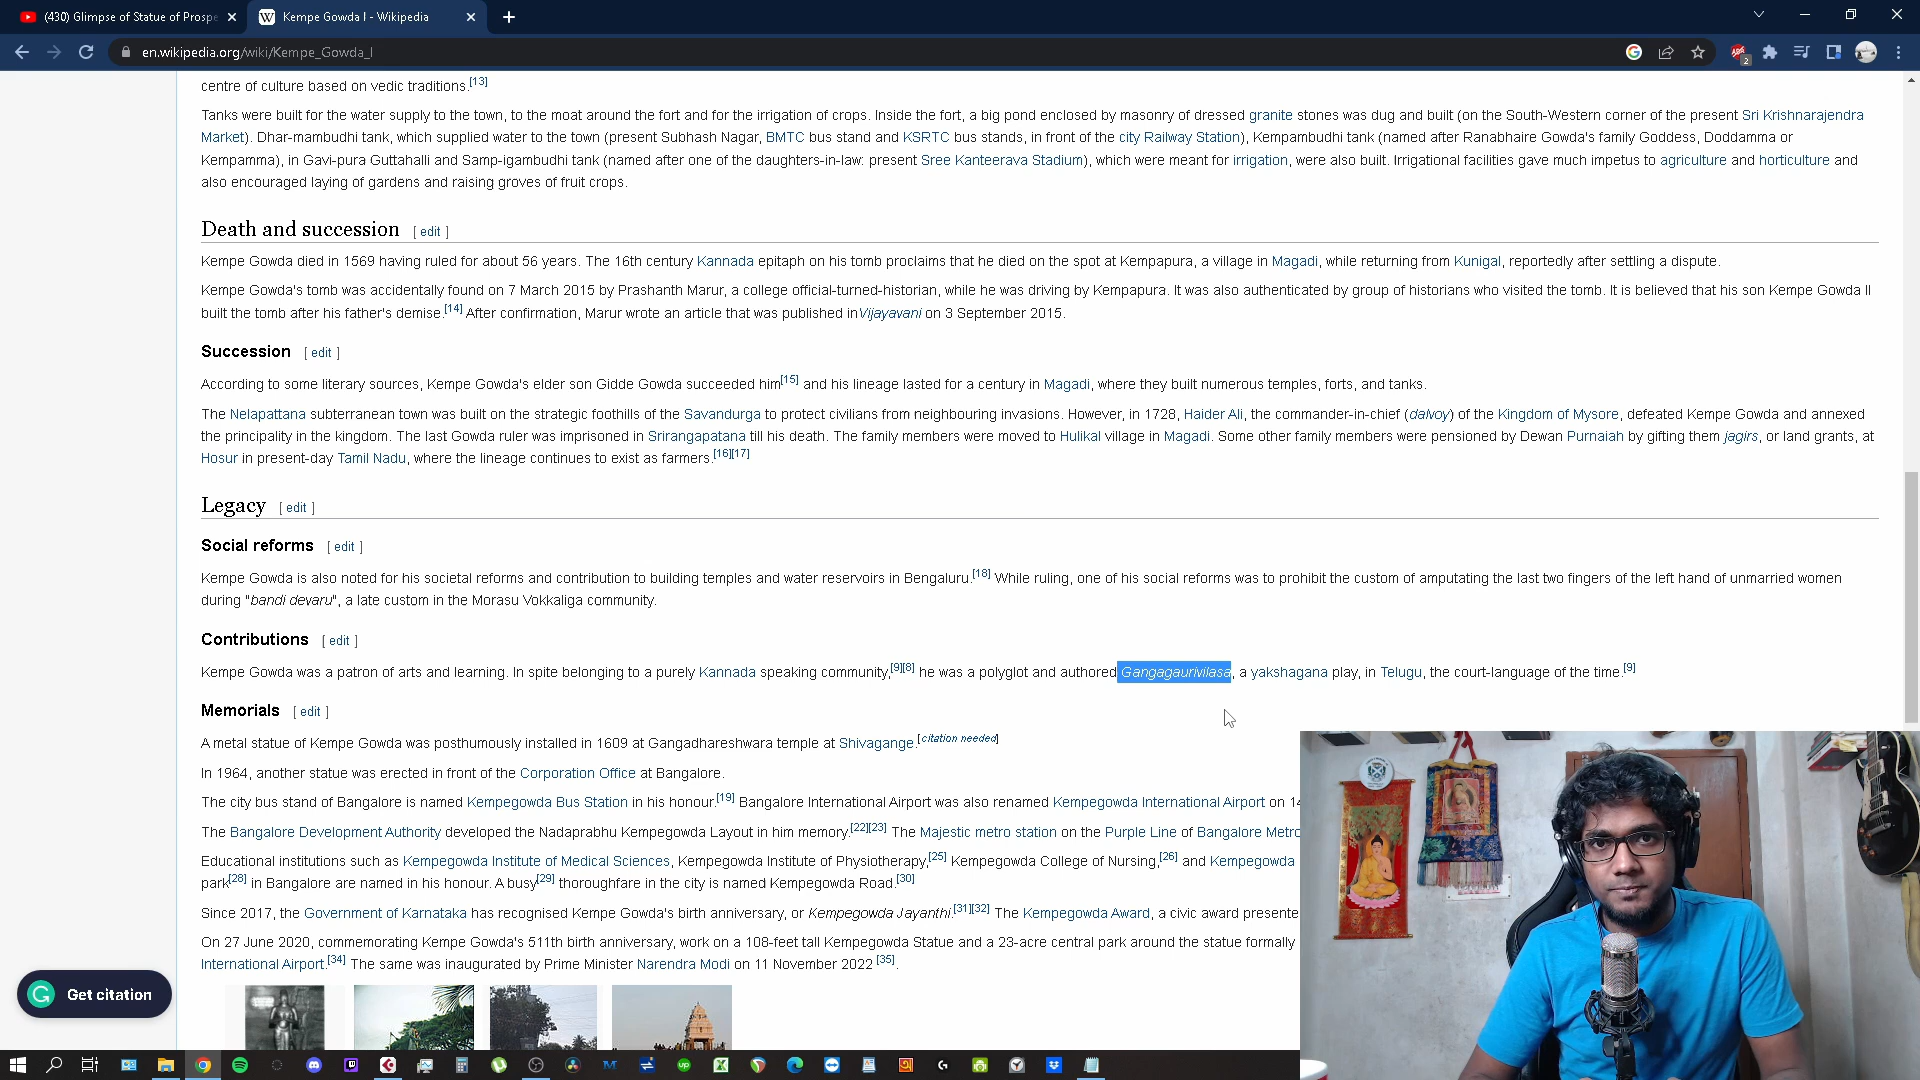 (430) Glimpse of Statue of Prospe
Kempe Gowda I - Wikipedia
en.wikipedia.org/wiki/Kempe_Gowda_I
2
centre of culture based on vedic traditions.[13]
Tanks were built for the water supply to the town, to the moat around the fort and for the irrigation of crops. Inside the fort, a big pond enclosed by masonry of dressed granite stones was dug and built (on the South-Western corner of the present Sri Krishnarajendra
Market). Dhar-mambudhi tank, which supplied water to the town (present Subhash Nagar, BMTC bus stand and KSRTC bus stands, in front of the city Railway Station), Kempambudhi tank (named after Ranabhaire Gowda's family Goddess, Doddamma or
Kempamma), in Gavi-pura Guttahalli and Samp-igambudhi tank (named after one of the daughters-in-law: present Sree Kanteerava Stadium), which were meant for irrigation, were also built. Irrigational facilities gave much impetus to agriculture and horticulture and
also encouraged laying of gardens and raising groves of fruit crops.
Death and succession [ edit ]
Kempe Gowda died in 1569 having ruled for about 56 years. The 16th century Kannada epitaph on his tomb proclaims that he died on the spot at Kempapura, a village in Magadi, while returning from Kunigal, reportedly after settling a dispute.
Kempe Gowda's tomb was accidentally found on 7 March 2015 by Prashanth Marur, a college official-turned-historian, while he was driving by Kempapura. It was also authenticated by group of historians who visited the tomb. It is believed that his son Kempe Gowda II
built the tomb after his father's demise.[14] After confirmation, Marur wrote an article that was published in Vijayavani on 3 September 2015.
Succession [ edit ]
According to some literary sources, Kempe Gowda's elder son Gidde Gowda succeeded him[15] and his lineage lasted for a century in Magadi, where they built numerous temples, forts, and tanks.
The Nelapattana subterranean town was built on the strategic foothills of the Savandurga to protect civilians from neighbouring invasions. However, in 1728, Haider Ali, the commander-in-chief (dalvoy) of the Kingdom of Mysore, defeated Kempe Gowda and annexed
the principality in the kingdom. The last Gowda ruler was imprisoned in Srirangapatana till his death. The family members were moved to Hulikal village in Magadi. Some other family members were pensioned by Dewan Purnaiah by gifting them jagirs, or land grants, at
Hosur in present-day Tamil Nadu, where the lineage continues to exist as farmers.[16][17]
Legacy [ edit ]
Social reforms [ edit ]
Kempe Gowda is also noted for his societal reforms and contribution to building temples and water reservoirs in Bengaluru.[18] While ruling, one of his social reforms was to prohibit the custom of amputating the last two fingers of the left hand of unmarried women
during "bandi devaru", a late custom in the Morasu Vokkaliga community.
Contributions [ edit ]
Kempe Gowda was a patron of arts and learning. In spite belonging to a purely Kannada speaking community,[9][8] he was a polyglot and authored Gangagaurivilasa, a yakshagana play, in Telugu, the court-language of the time.[9]
Memorials [ edit ]
A metal statue of Kempe Gowda was posthumously installed in 1609 at Gangadhareshwara temple at Shivagange.[citation needed]
In 1964, another statue was erected in front of the Corporation Office at Bangalore.
The city bus stand of Bangalore is named Kempegowda Bus Station in his honour.[19] Bangalore International Airport was also renamed Kempegowda International Airport on 14
The Bangalore Development Authority developed the Nadaprabhu Kempegowda Layout in him memory.[22][23] The Majestic metro station on the Purple Line of Bangalore Metro
Educational institutions such as Kempegowda Institute of Medical Sciences, Kempegowda Institute of Physiotherapy,[25] Kempegowda College of Nursing,[26] and Kempegowda
park[28] in Bangalore are named in his honour. A busy[29] thoroughfare in the city is named Kempegowda Road.[30]
Since 2017, the Government of Karnataka has recognised Kempe Gowda's birth anniversary, or Kempegowda Jayanthi.[31][32] The Kempegowda Award, a civic award presente
On 27 June 2020, commemorating Kempe Gowda's 511th birth anniversary, work on a 108-feet tall Kempegowda Statue and a 23-acre central park around the statue formally
International Airport.[34] The same was inaugurated by Prime Minister Narendra Modi on 11 November 2022 [35].
Get citation